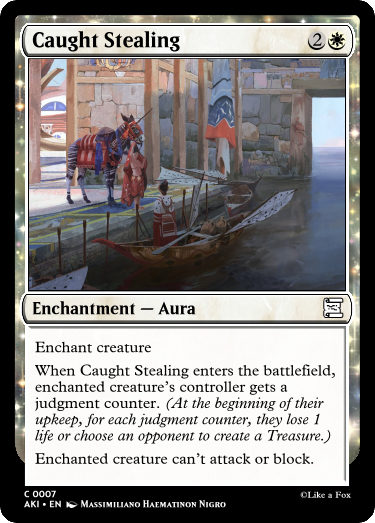 Caught Stealing 2
Enchantment — Aura
Enchant creature
When Caught Stealing enters the battlefield,
enchanted creature's controller gets a
judgment counter. (At the beginning of their
upkeep, for each judgment counter, they lose 1
life or choose an opponent to create a Treasure.)
Enchanted creature can't attack or block.
C 0007
AKI • EN Massimiliano Haematinon Nigro
©Like a Fox